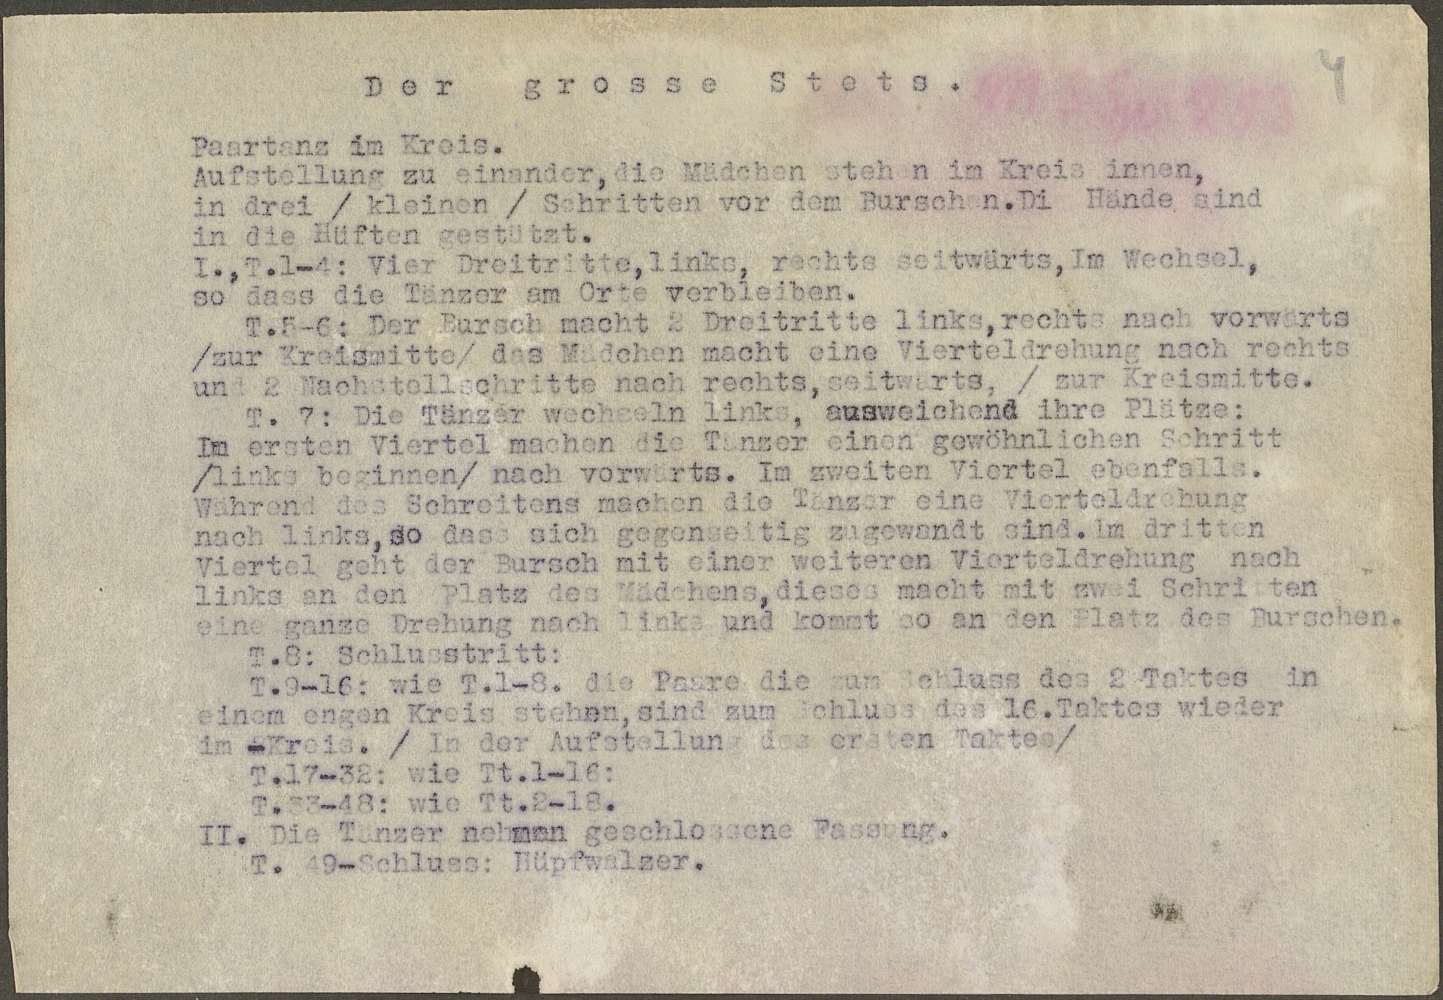 Der grosse Stets.
4
Paartanz im Kreis.
Aufstellung zu einander,die Mädchen steh n im Kreis innen,
in drei / kleinen / Schritten vor dem Burschen.Di Hände sind
in die Hüften gestützt.
I.,T.1-4: Vier Dreitritte,links, rechts seitwärts,Im Wechsel,
so dass die Tänzer am Orte verbleiben.
T.5-6: Der Bursch macht 2 Dreitritte links,rechts nach vorwärts
/zur Kreismitte/ das Mädchen macht eine Vierteldrehung nach rechts
und 2 Nachstellschritte nach rechts,seitwärts, / zur Kreismitte.
T. 7: Die Tänzer wechseln links, ausweichend ihre Plätze:
Im ersten Viertel machen die Tänzer einen gewöhnlichen Schritt
/links beginnen/ nach vorwärts. Im zweiten Viertel ebenfalls.
Während des Schreitens machen die Tänzer eine Vierteldrehung
nach links,so dass sich gegenseitig zugewandt sind.Im dritten
Viertel geht der Bursch mit einer weiteren Vierteldrehung nach
links an den Platz des Mädchens,dieses macht mit zwei Schritten
eine ganze Drehung nach links und kommt so an den Platz des Burschen.
T.8: Schlusstritt:
T.9-16: wie T.1-8. die Paare die zum Schluss des 2 Taktes in
einem engen Kreis stehen,sind zum Schluss des 16.Taktes wieder
im -Kreis. / In der Aufstellung des ersten Taktes/
T.17-32: wie Tt.1-16:
T.33-48: wie Tt.2-18.
II. Die Tänzer nehmen geschlossene Fassung.
T. 49-Schluss: Hüpfwalzer.